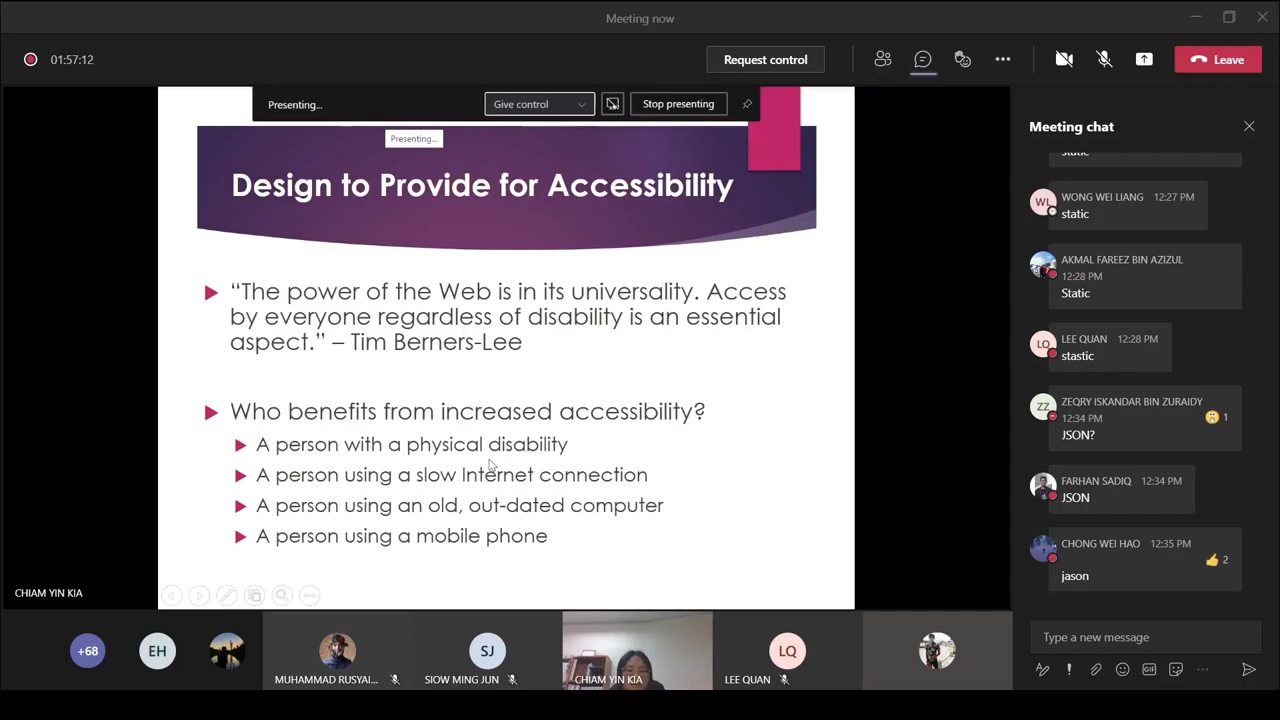 Meeting now
01:57:12
Request control
Leave
Presenting...
Give control
Stop presenting
Presenting...
Design to Provide for Accessibility
“The power of the Web is in its universality. Access
by everyone regardless of disability is an essential
aspect.” – Tim Berners-Lee
Who benefits from increased accessibility?
A person with a physical disability
A person using a slow Internet connection
A person using an old, out-dated computer
A person using a mobile phone
CHIAM YIN KIA
+68
EH
MUHAMMAD RUSYAI...
SJ
SIOW MING JUN
CHIAM YIN KIA
LQ
LEE QUAN
Meeting chat
static
WL
WONG WEI LIANG 12:27 PM
static
AKMAL FAREEZ BIN AZIZUL
12:28 PM
Static
LQ
LEE QUAN 12:28 PM
stastic
ZZ
ZEQRY ISKANDAR BIN ZURAIDY
12:34 PM
1
JSON?
FARHAN SADIQ 12:34 PM
JSON
CHONG WEI HAO 12:35 PM
2
jason
Type a new message
GIF